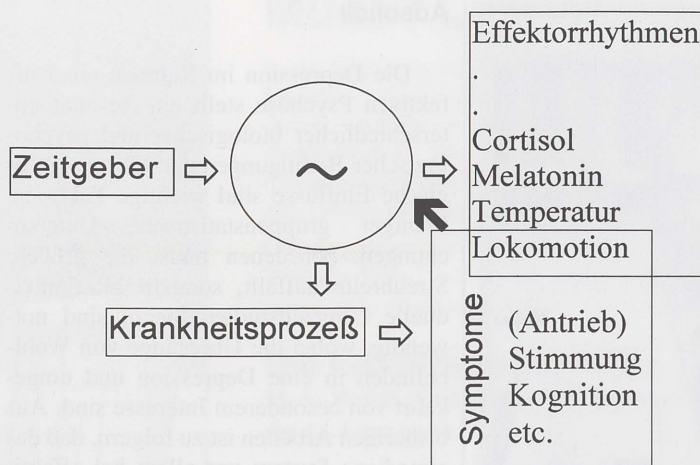 Effektorrhythmen
.
.
Cortisol
Melatonin
Temperatur
Lokomotion
Zeitgeber
~
Krankheitsprozeß
Symptome
(Antrieb)
Stimmung
Kognition
etc.